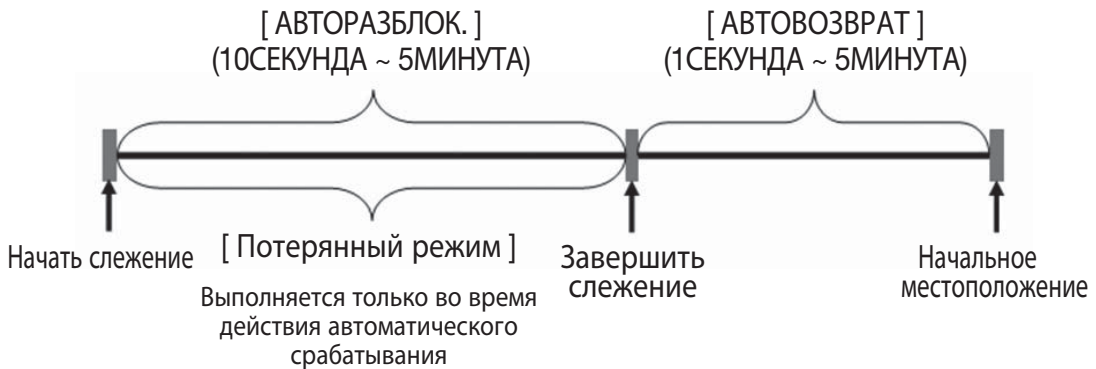 [ АВТОРАЗБЛОК. ]
(10СЕКУНДА ~ 5МИНУТА)
[ АВТОВОЗВРАТ ]
(1СЕКУНДА ~ 5МИНУТА)
Начать слежение
[ Потерянный режим ]
Выполняется только во время
действия автоматического
срабатывания
Завершить
слежение
Начальное
местоположение